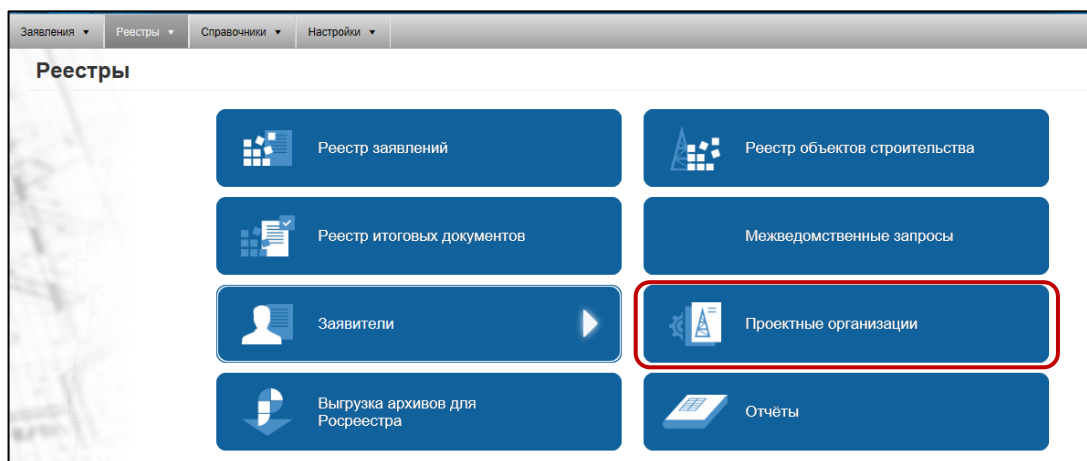 Заявления Реестры Справочники Настройки
Реестры
Реестр заявлений
Реестр объектов строительства
Реестр итоговых документов
Межведомственные запросы
Заявители
Проектные организации
Выгрузка архивов для
Росреестра
Отчёты